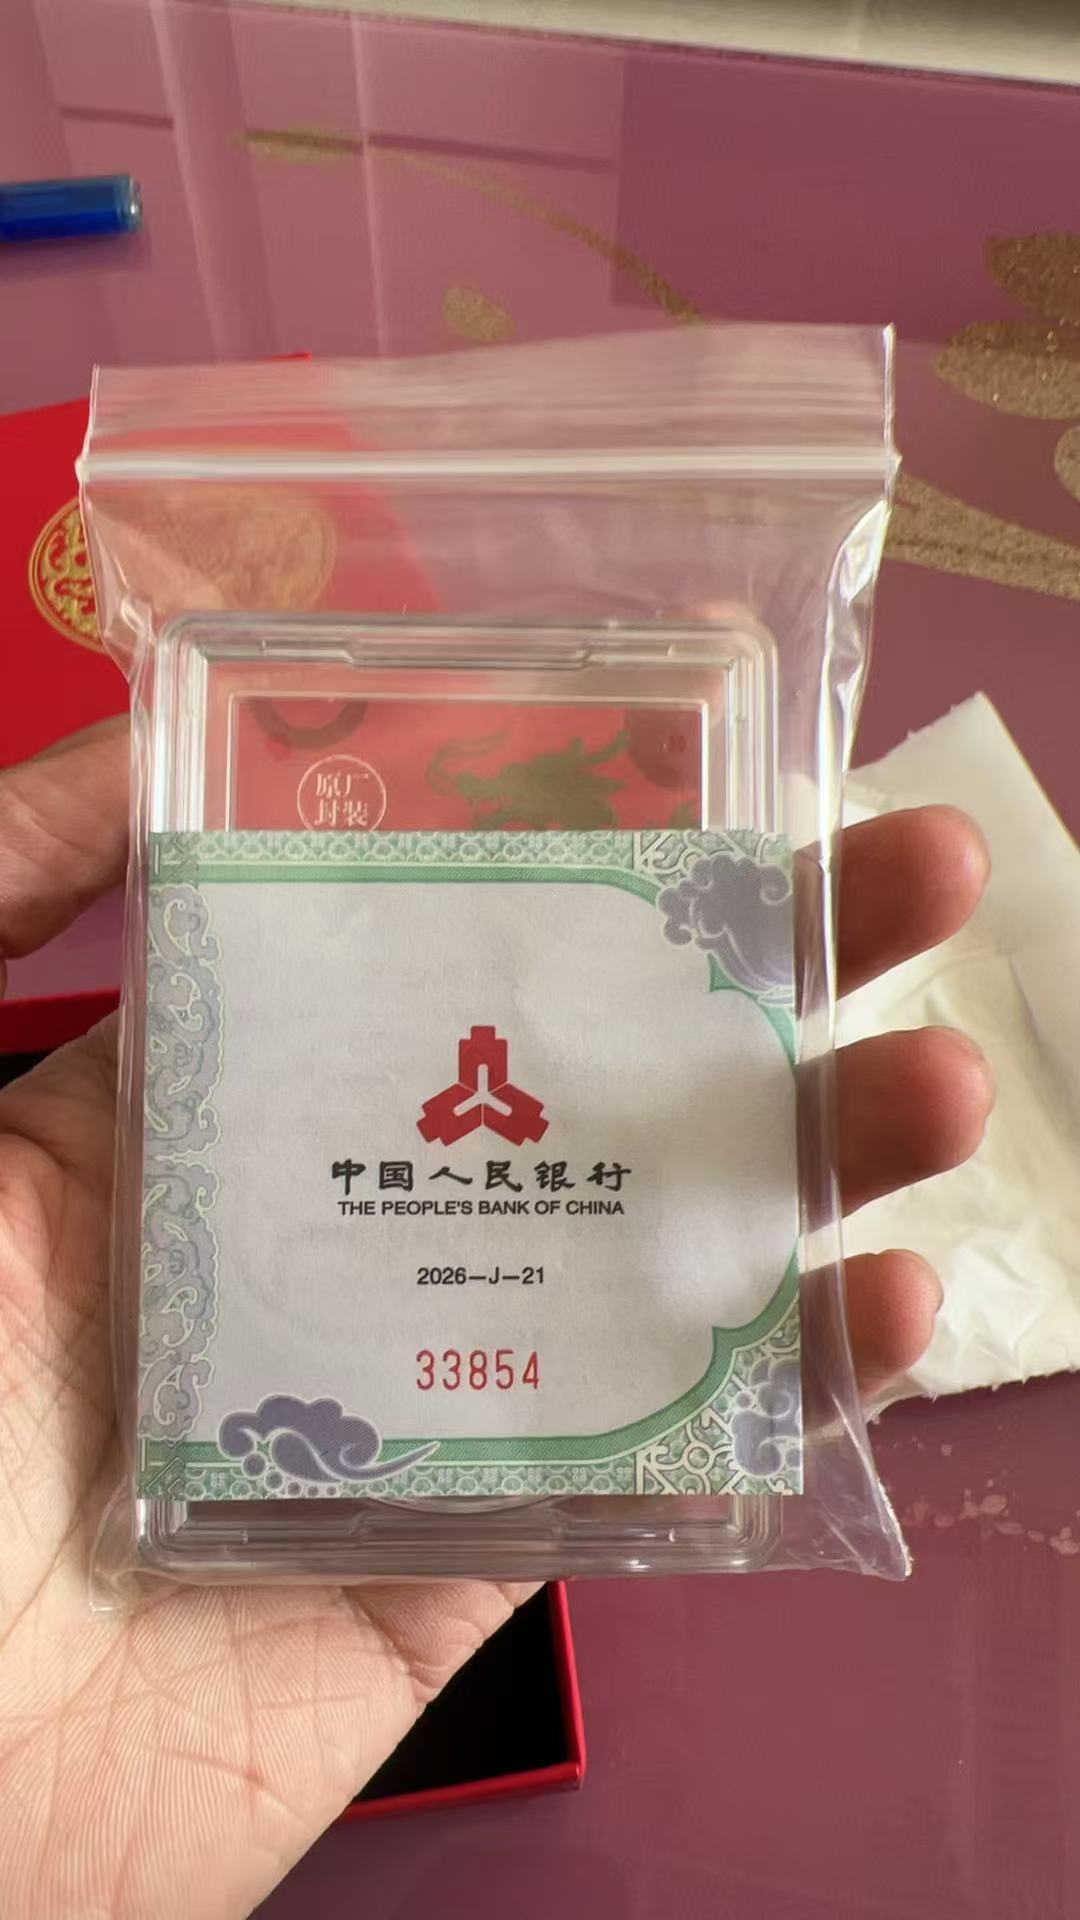 原厂
封装
中国人民银行
THE PEOPLE'S BANK OF CHINA
2026—J—21
33854